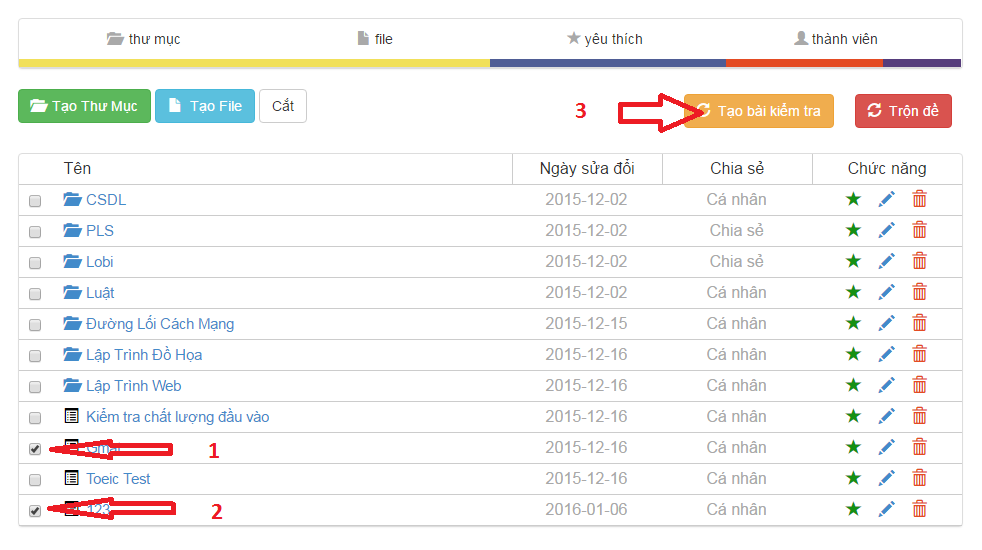 thư mục file yêu thích thành viên
Tạo Thư Mục Tạo File Cắt 3 Tạo bài kiểm tra Trộn đề
Tên Ngày sửa đổi Chia sẻ Chức năng
CSDL 2015-12-02 Cá nhân
PLS 2015-12-02 Chia sẻ
Lobi 2015-12-02 Chia sẻ
Luật 2015-12-02 Cá nhân
Đường Lối Cách Mạng 2015-12-15 Cá nhân
Lập Trình Đồ Họa 2015-12-16 Cá nhân
Lập Trình Web 2015-12-16 Cá nhân
Kiểm tra chất lượng đầu vào 2015-12-16 Cá nhân
1 2015-12-16 Cá nhân
Toeic Test 2015-12-16 Cá nhân
123 2 2016-01-06 Cá nhân